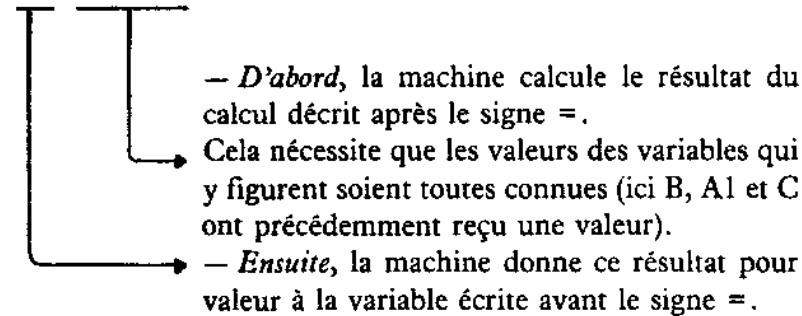 — D'abord, la machine calcule le résultat du
calcul décrit après le signe =.
Cela nécessite que les valeurs des variables qui
y figurent soient toutes connues (ici B, A1 et C
ont précédemment reçu une valeur).
— Ensuite, la machine donne ce résultat pour
valeur à la variable écrite avant le signe =.